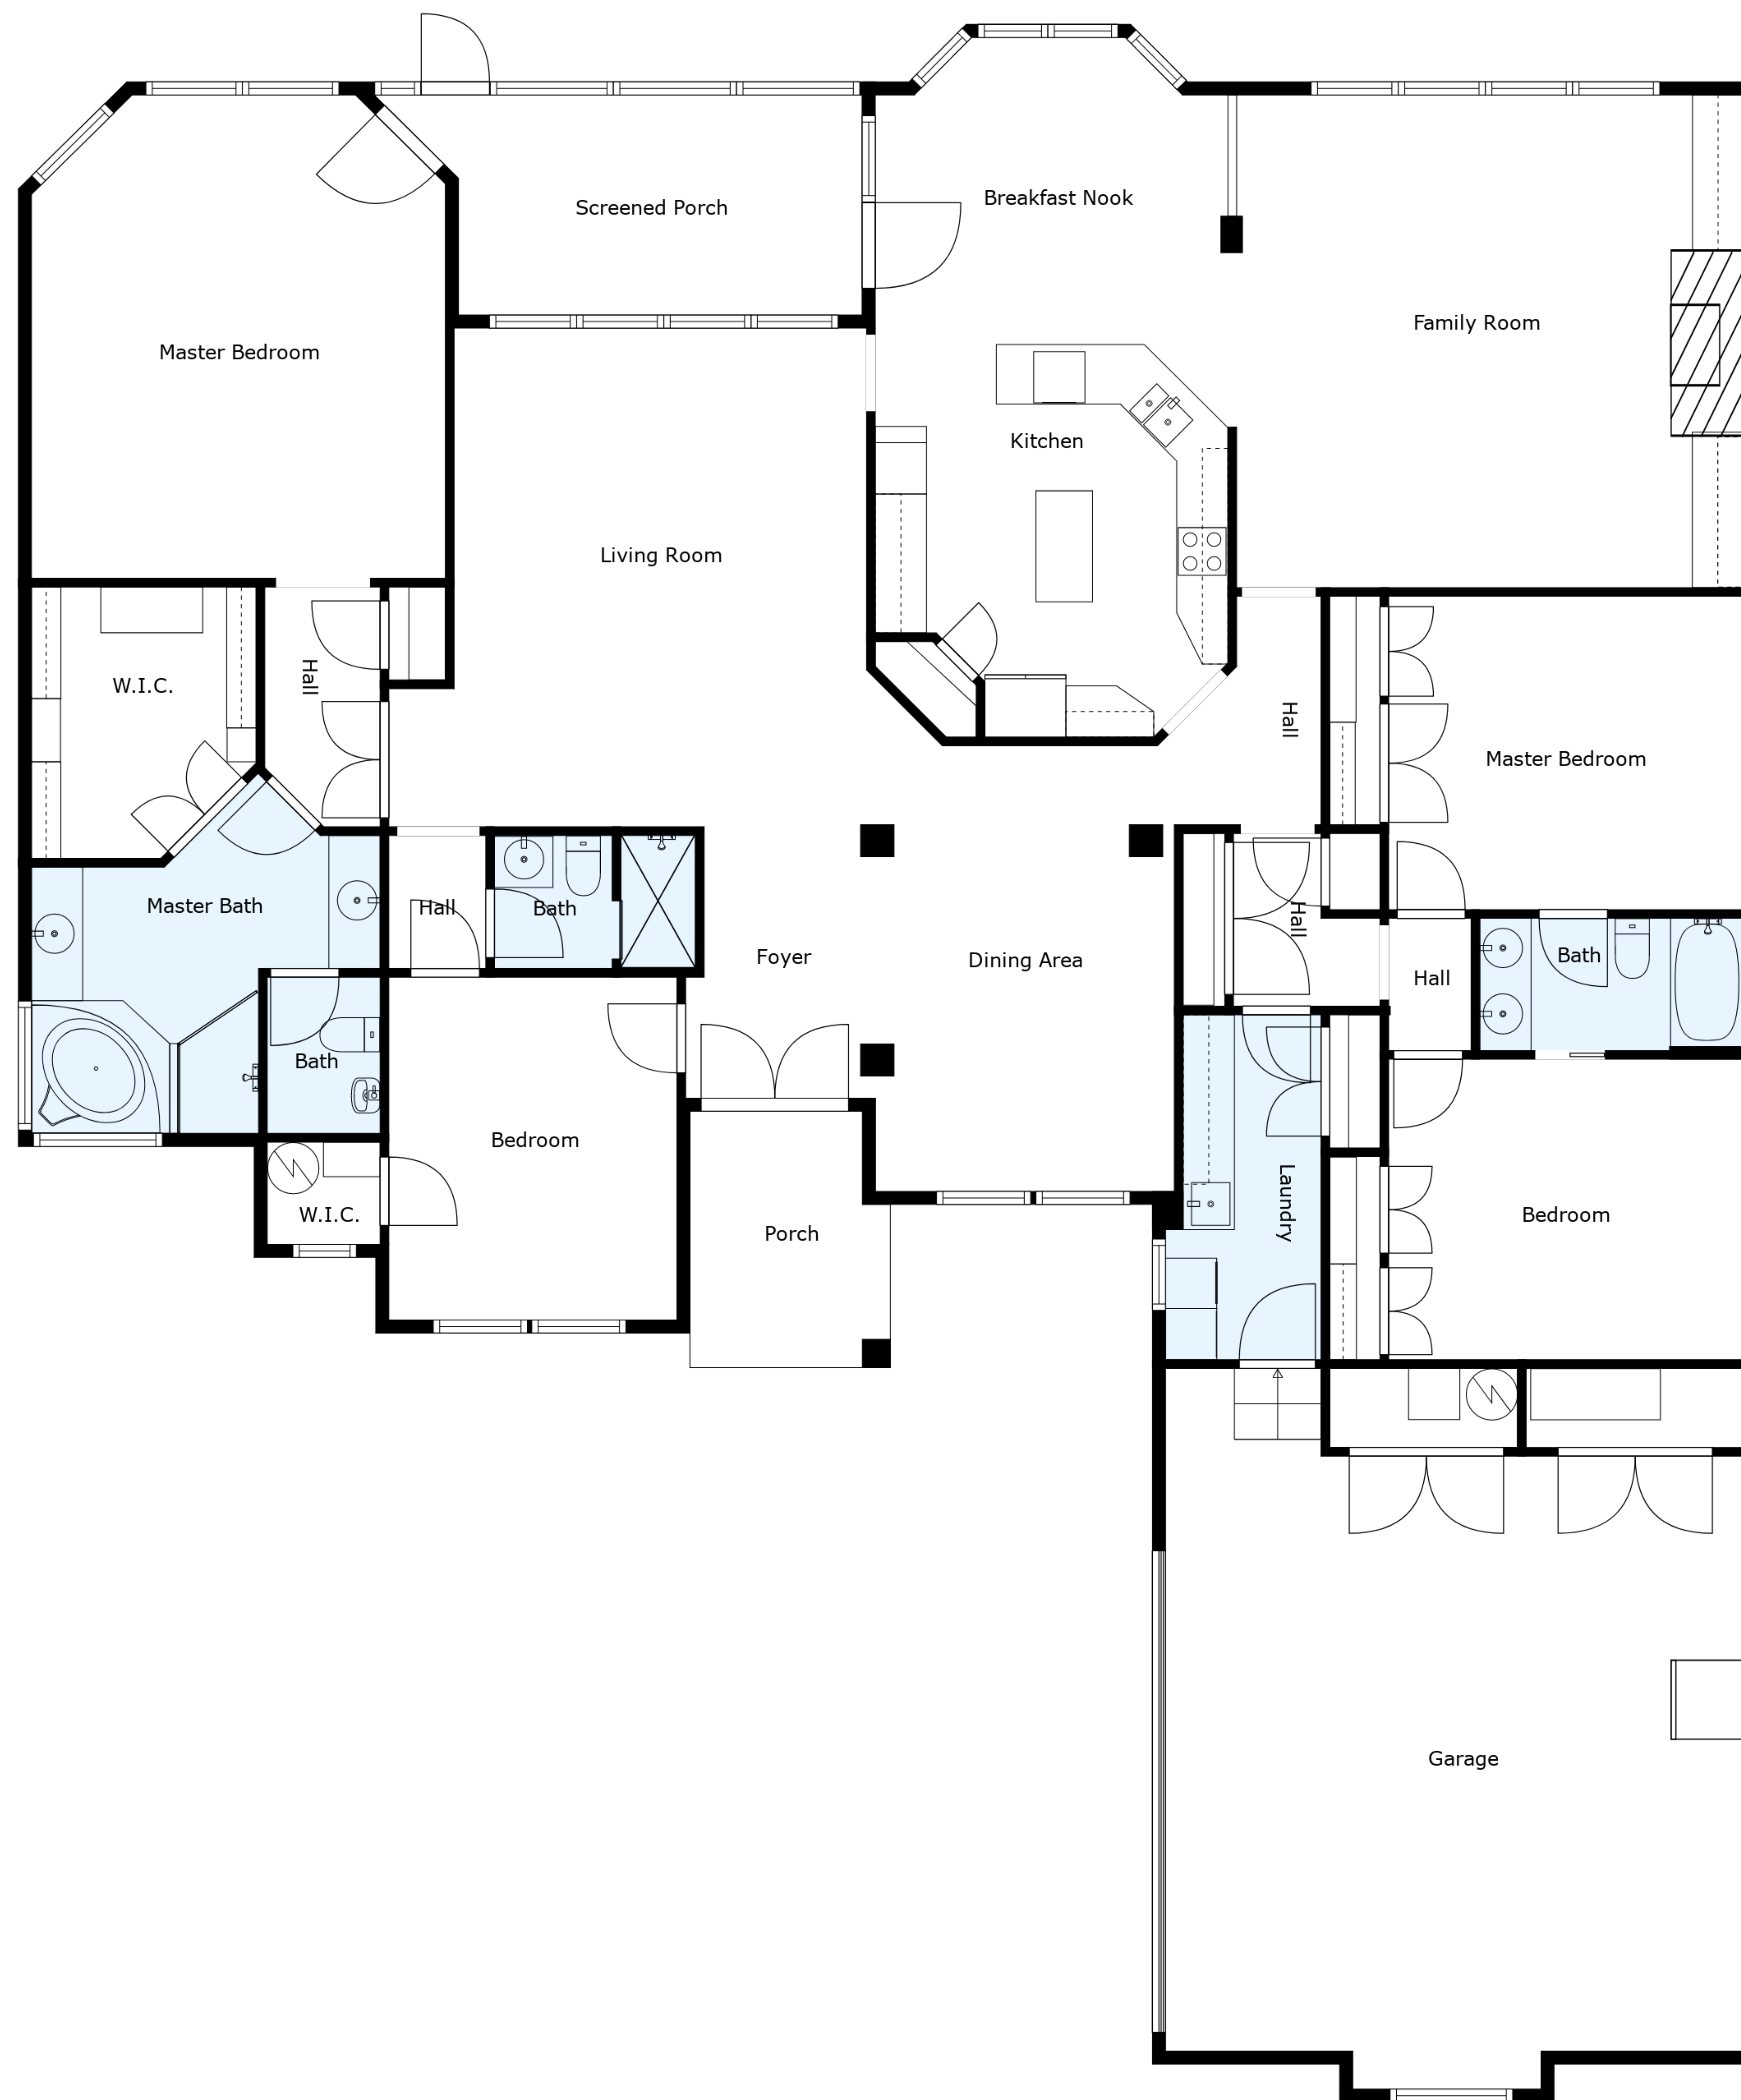 Breakfast Nook
Screened Porch
Family Room
Master Bedroom
Kitchen
Living Room
W.I.C.
Hall
Hall
Master Bedroom
Master Bath
Hall
Bath
Hall
Foyer
Dining Area
Bath
Hall
Bath
Bedroom
W.I.C.
Porch
Laundry
Bedroom
Garage